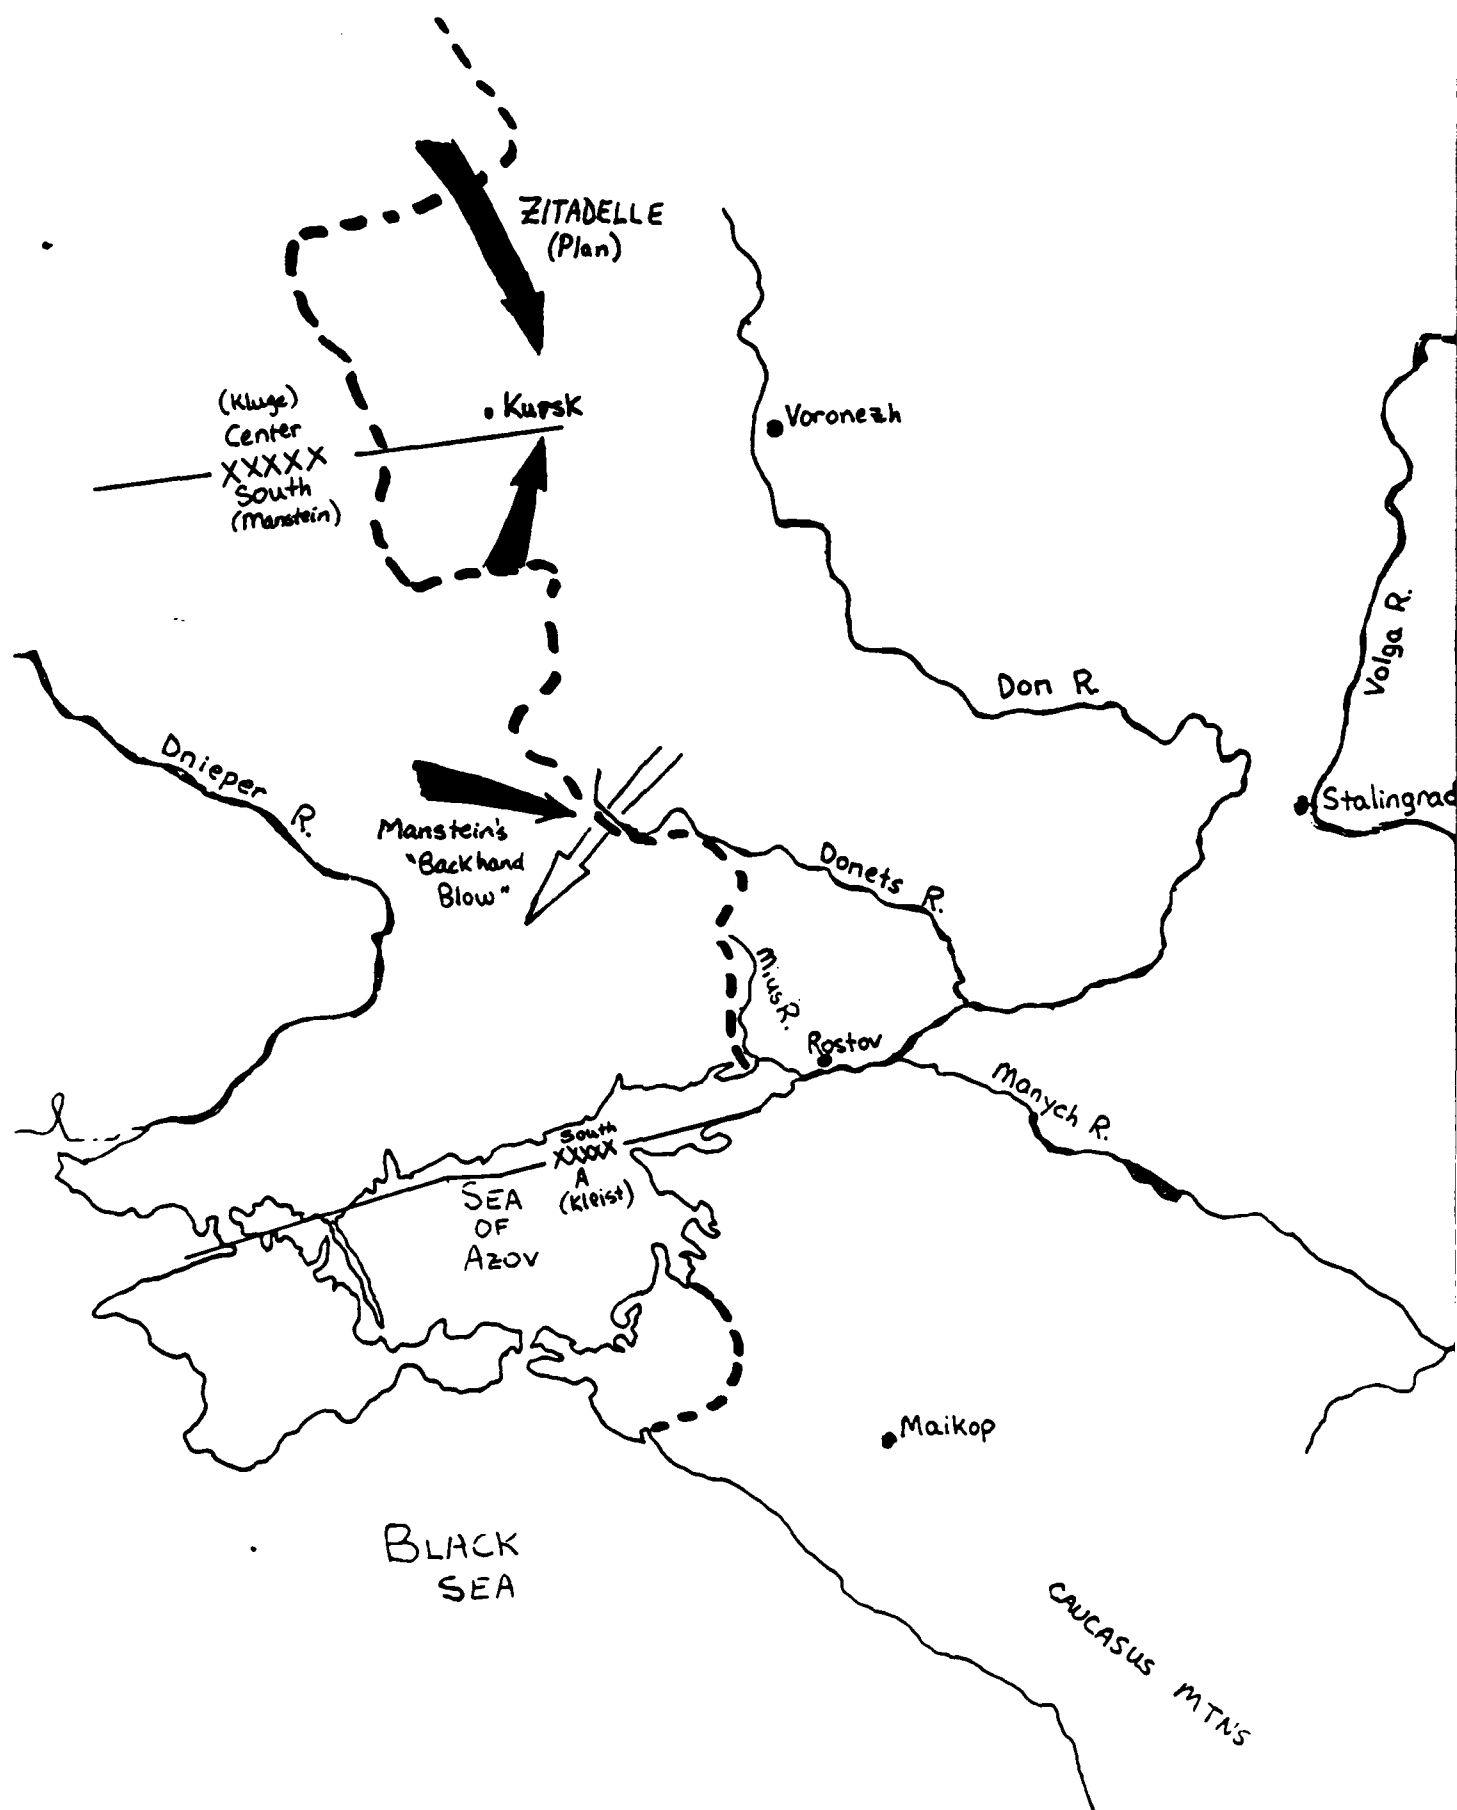 ZITADELLE
(Plan)
(Kluge)
Center
XXXXX
South
(Manstein)
Kursk
Voronezh
Volga R.
Don R.
Dnieper R.
Stalingrad
Manstein's
"Backhand
Blow"
Donets R.
Mius R.
Rostov
Manych R.
South
XXXXX
A
(Kleist)
SEA
OF
AZOV
Maikop
BLACK
SEA
CAUCASUS MTN'S